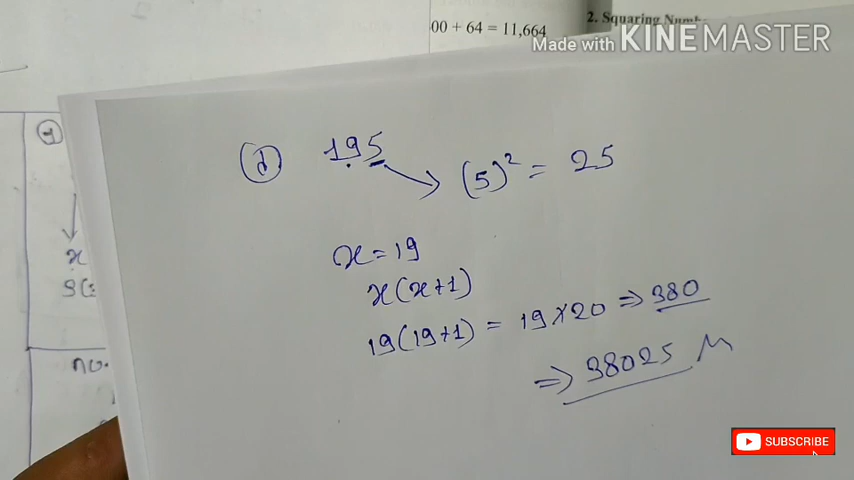 00 + 64 = 11,664
2. Squaring
Made with KINEMASTER
(d) 195 → (5)² = 25
x = 19
x(x+1)
19(19+1) = 19×20 ⇒ 380
⇒ 38025
no.
SUBSCRIBE